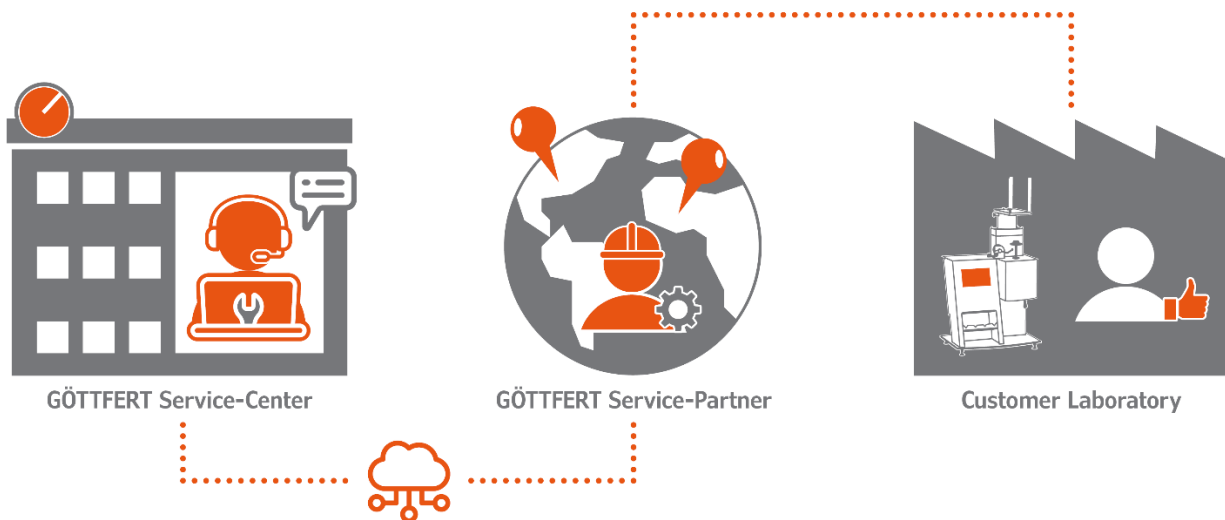 GÖTTFERT Service-Center
GÖTTFERT Service-Partner
Customer Laboratory